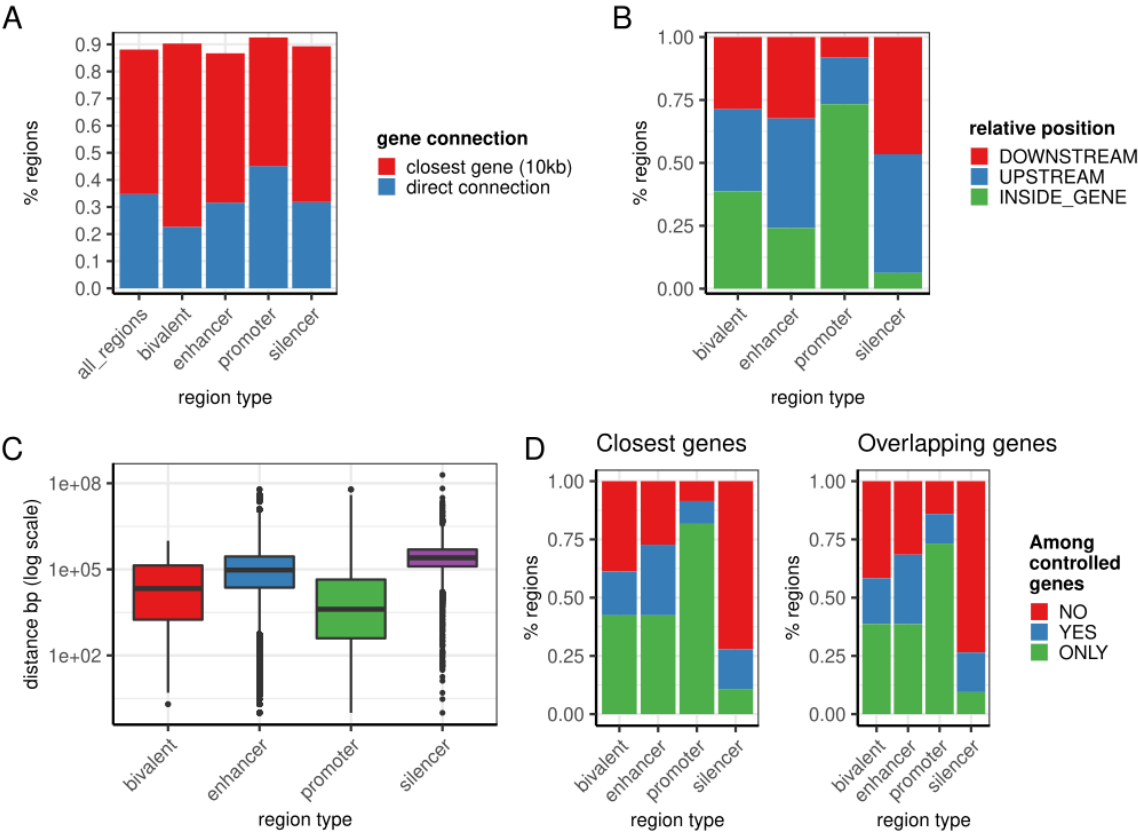 A
% regions
0.9
0.8
0.7
0.6
0.5
0.4
0.3
0.2
0.1
0.0
all_regions
bivalent
enhancer
promoter
silencer
region type
gene connection
closest gene (10kb)
direct connection
B
% regions
1.00
0.75
0.50
0.25
0.00
bivalent
enhancer
promoter
silencer
region type
relative position
DOWNSTREAM
UPSTREAM
INSIDE_GENE
C
distance bp (log scale)
1e+08
1e+05
1e+02
bivalent
enhancer
promoter
silencer
region type
D
Closest genes
% regions
1.00
0.75
0.50
0.25
0.00
bivalent
enhancer
promoter
silencer
region type
Overlapping genes
% regions
1.00
0.75
0.50
0.25
0.00
bivalent
enhancer
promoter
silencer
region type
Among
controlled
genes
NO
YES
ONLY